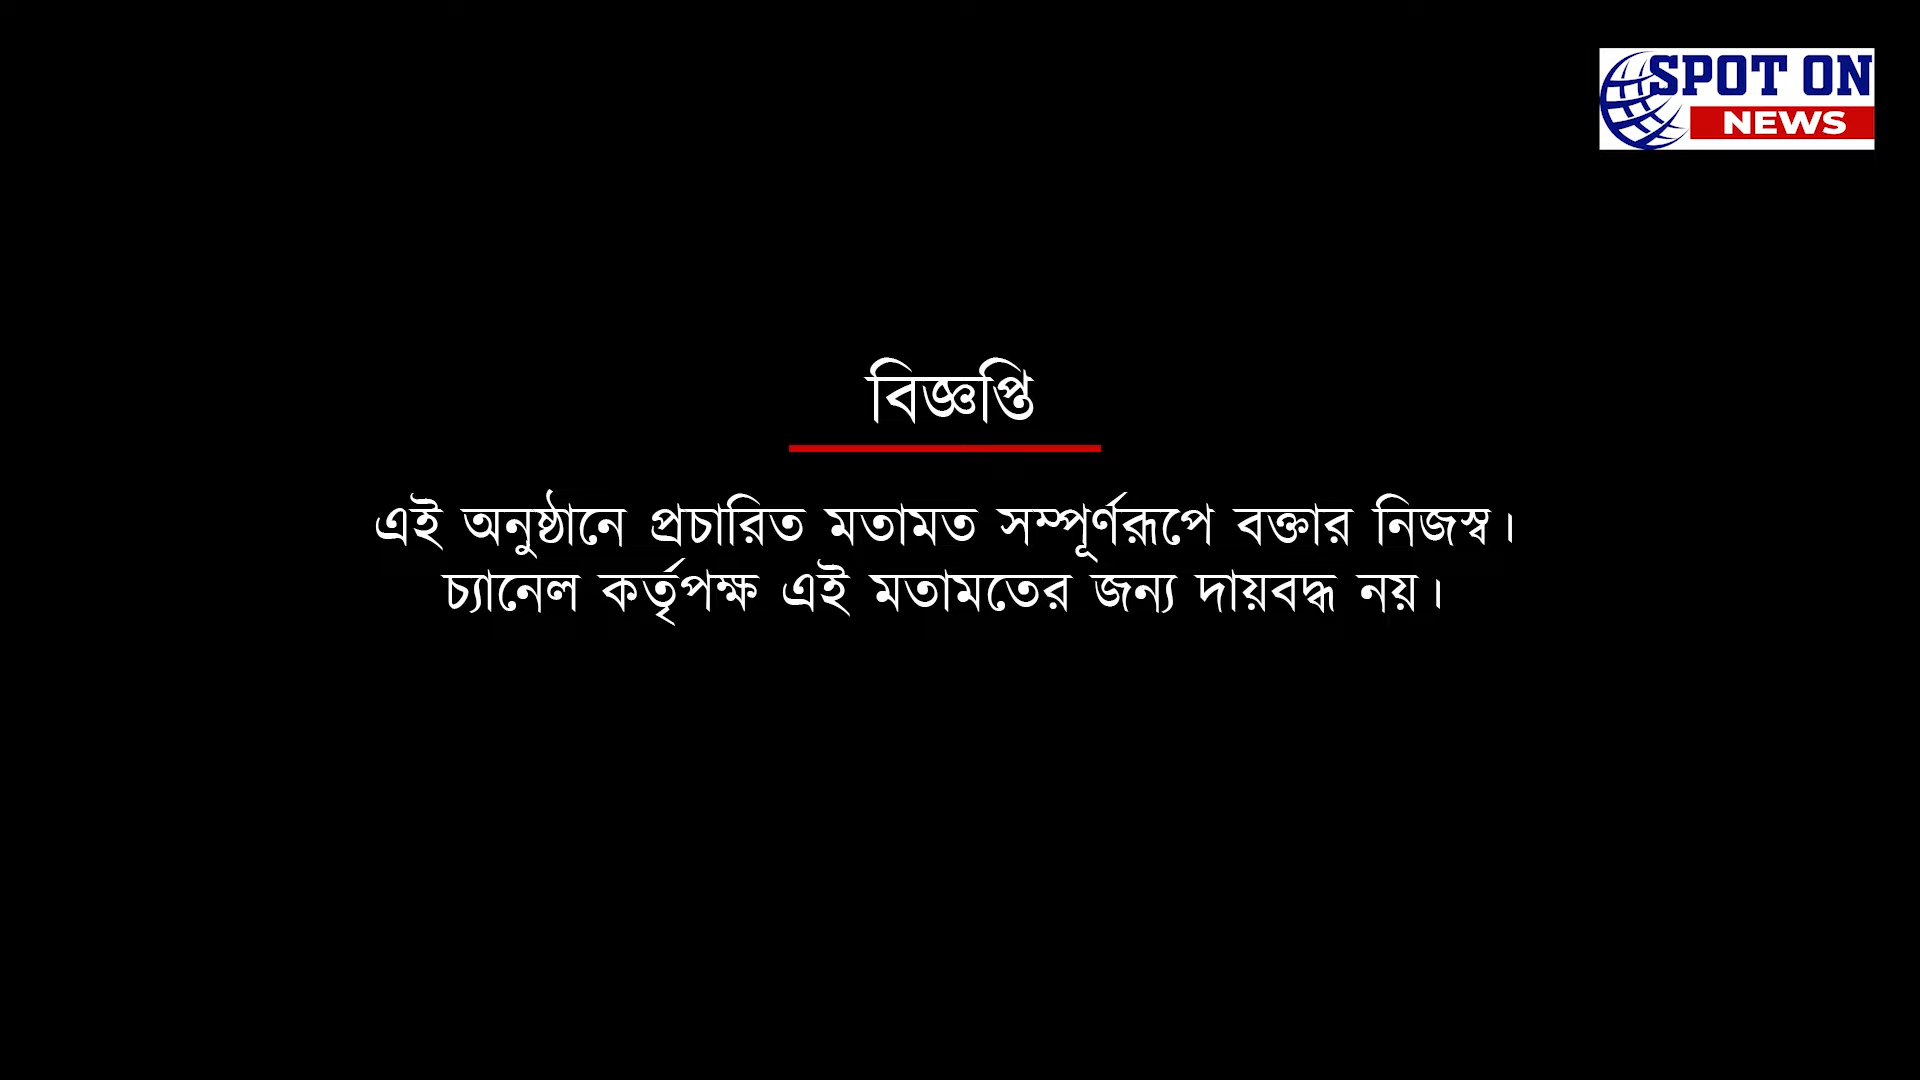 SPOT ON
NEWS
বিজ্ঞপ্তি
এই অনুষ্ঠানে প্রচারিত মতামত সম্পূর্ণরূপে বক্তার নিজস্ব।
চ্যানেল কর্তৃপক্ষ এই মতামতের জন্য দায়বদ্ধ নয়।